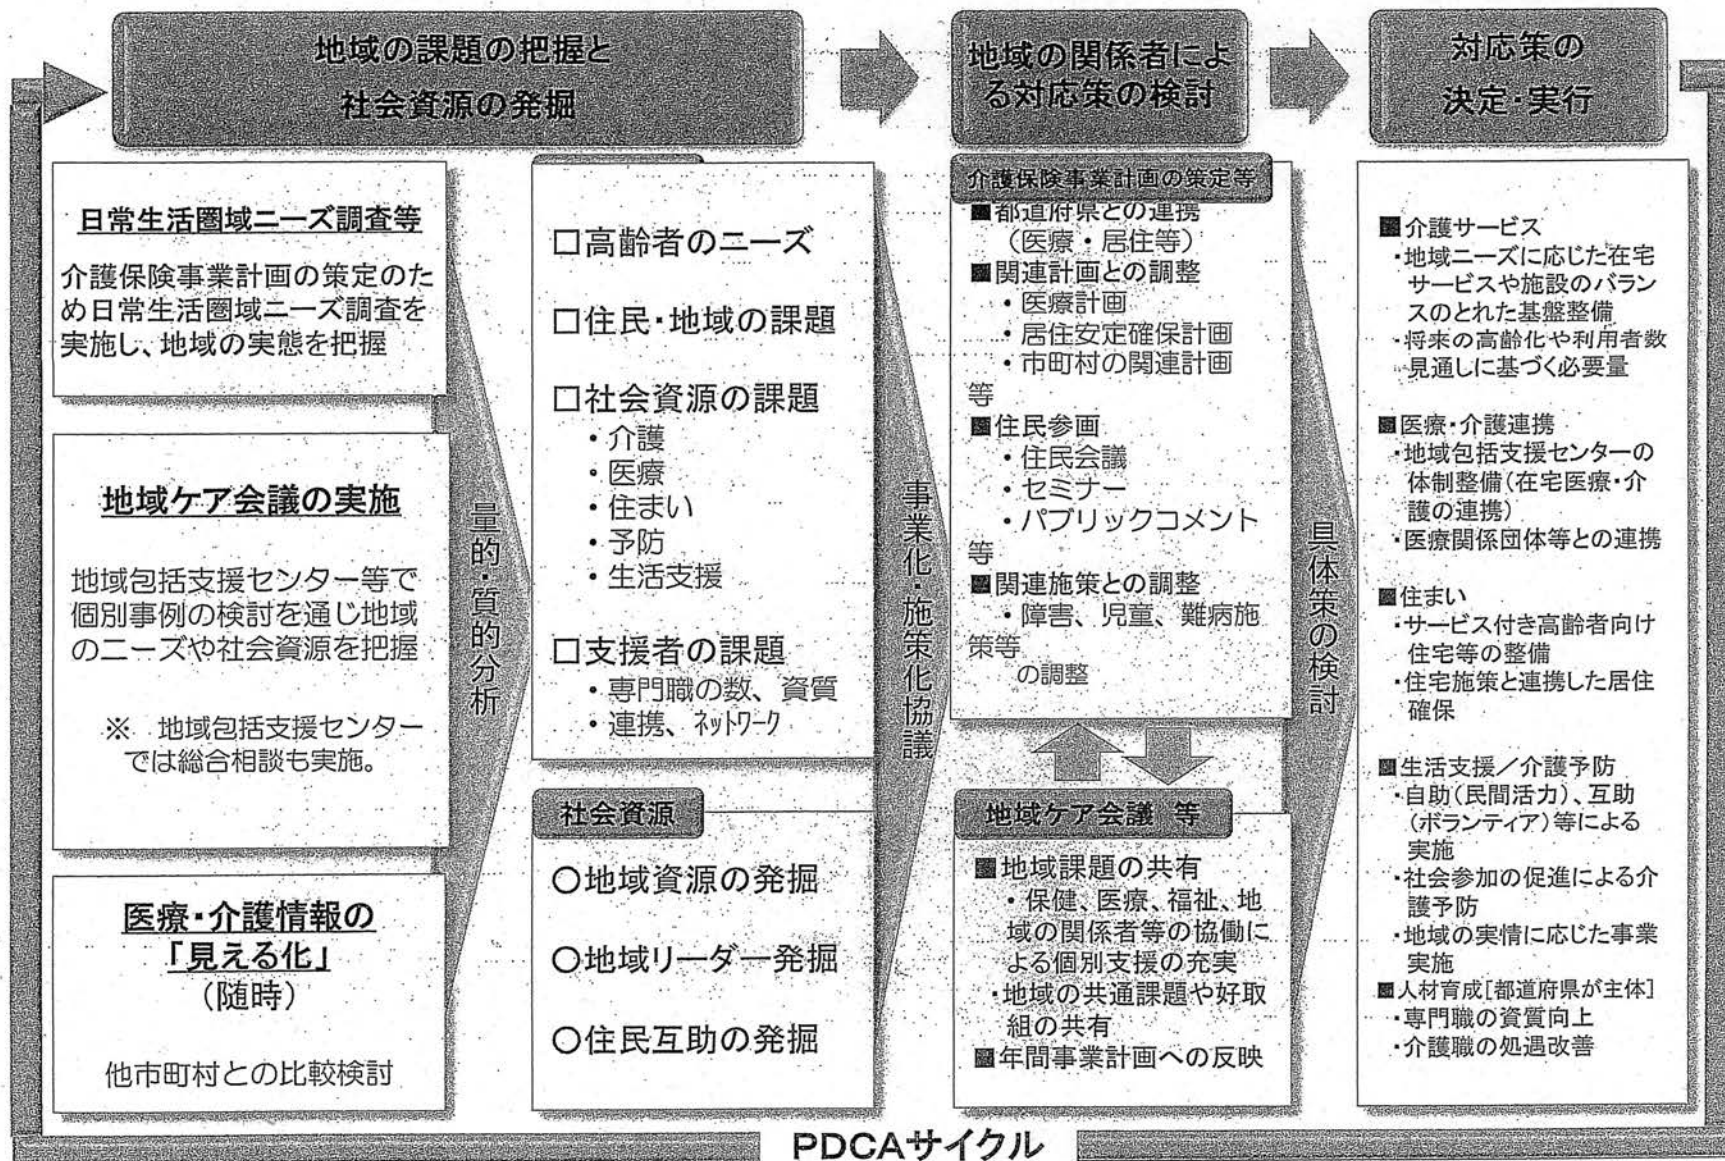 地域の課題の把握と
社会資源の発掘
地域の関係者によ
る対応策の検討
対応策の
決定・実行
日常生活圏域ニーズ調査等
介護保険事業計画の策定のた
め日常生活圏域ニーズ調査を
実施し、地域の実態を把握
地域ケア会議の実施
地域包括支援センター等で
個別事例の検討を通じ地域
のニーズや社会資源を把握
※ 地域包括支援センター
では総合相談も実施。
医療・介護情報の
「見える化」
(随時)
他市町村との比較検討
量的・質的分析
□高齢者のニーズ
□住民・地域の課題
□社会資源の課題
・介護
・医療
・住まい
・予防
・生活支援
□支援者の課題
・専門職の数、資質
・連携、ネットワーク
社会資源
○地域資源の発掘
○地域リーダー発掘
○住民互助の発掘
事業化・施策化協議
介護保険事業計画の策定等
■都道府県との連携
(医療・居住等)
■関連計画との調整
・医療計画
・居住安定確保計画
・市町村の関連計画
等
■住民参画
・住民会議
・セミナー
・パブリックコメント
等
■関連施策との調整
・障害、児童、難病施
策等
の調整
地域ケア会議 等
■地域課題の共有
・保健、医療、福祉、地
域の関係者等の協働に
よる個別支援の充実
・地域の共通課題や好取
組の共有
■年間事業計画への反映
具体策の検討
■介護サービス
・地域ニーズに応じた在宅
サービスや施設のバラン
スのとれた基盤整備
・将来の高齢化や利用者数
見通しに基づく必要量
■医療・介護連携
・地域包括支援センターの
体制整備(在宅医療・介
護の連携)
・医療関係団体等との連携
■住まい
・サービス付き高齢者向け
住宅等の整備
・住宅施策と連携した居住
確保
■生活支援／介護予防
・自助(民間活力)、互助
(ボランティア)等による
実施
・社会参加の促進による介
護予防
・地域の実情に応じた事業
実施
■人材育成[都道府県が主体]
・専門職の資質向上
・介護職の処遇改善
PDCAサイクル